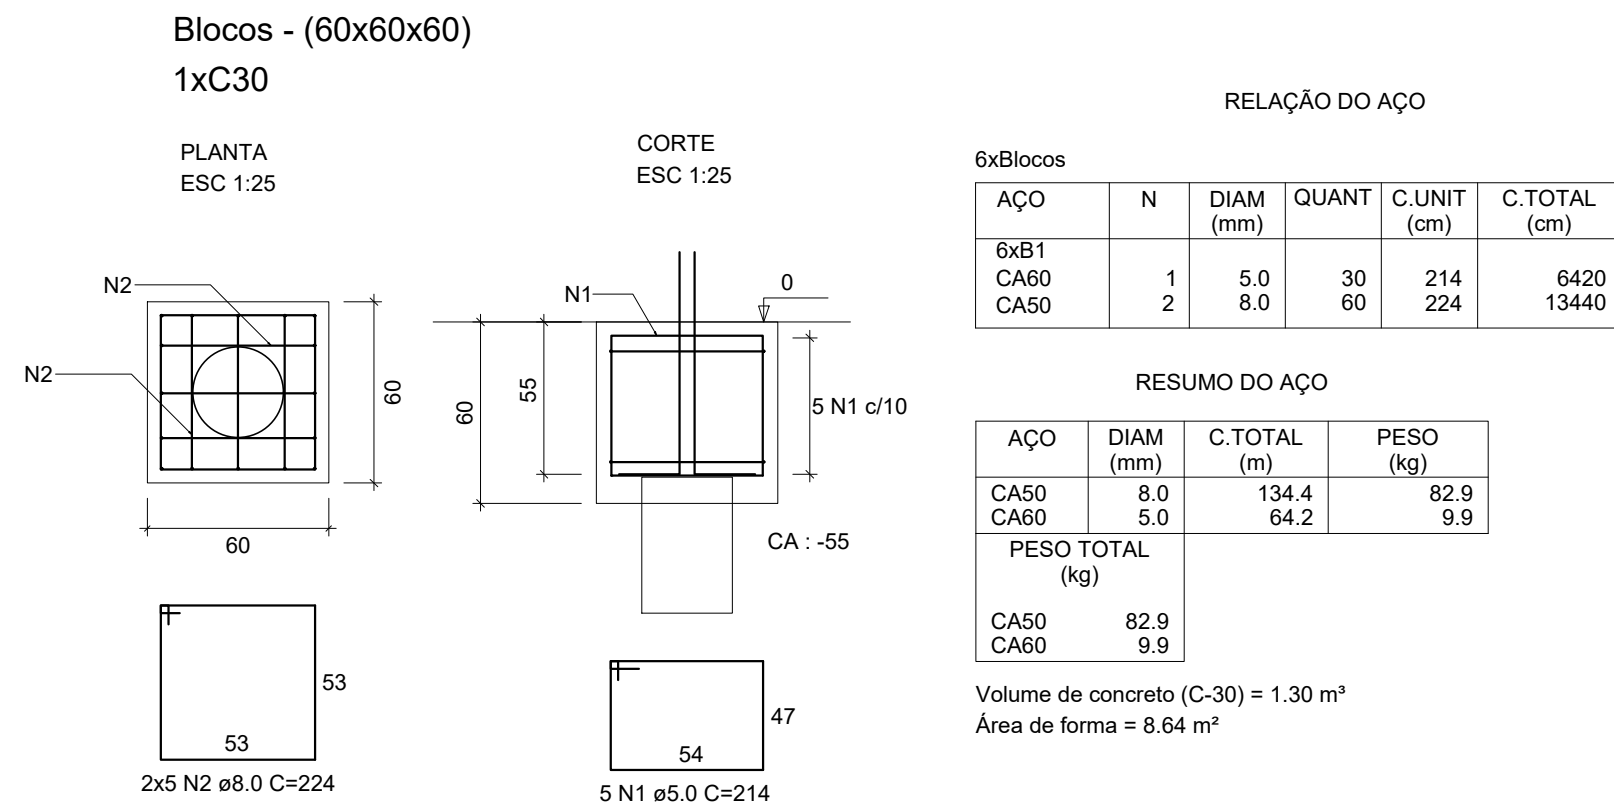 Blocos - (60x60x60)
1xC30
PLANTA
ESC 1:25
N2
N2
60
60
53
53
2x5 N2 ø8.0 C=224
CORTE
ESC 1:25
N1
0
60
55
5 N1 c/10
CA : -55
47
54
5 N1 ø5.0 C=214
RELAÇÃO DO AÇO
6xBlocos
AÇO N DIAM QUANT C.UNIT C.TOTAL
(mm) (cm) (cm)
6xB1
CA60 1 5.0 30 214 6420
CA50 2 8.0 60 224 13440
RESUMO DO AÇO
AÇO DIAM C.TOTAL PESO
(mm) (m) (kg)
CA50 8.0 134.4 82.9
CA60 5.0 64.2 9.9
PESO TOTAL
(kg)
CA50 82.9
CA60 9.9
Volume de concreto (C-30) = 1.30 m³
Área de forma = 8.64 m²